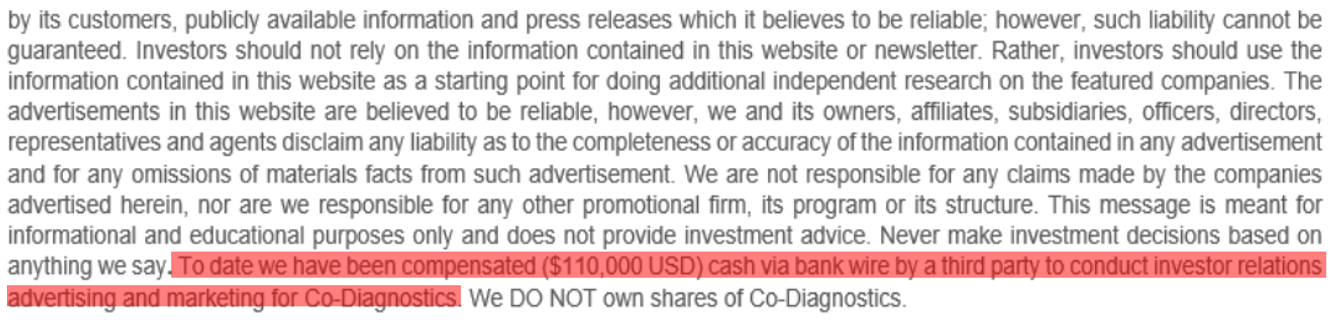 by its customers, publicly available information and press releases which it believes to be reliable; however, such liability cannot be
guaranteed. Investors should not rely on the information contained in this website or newsletter. Rather, investors should use the
information contained in this website as a starting point for doing additional independent research on the featured companies. The
advertisements in this website are believed to be reliable, however, we and its owners, affiliates, subsidiaries, officers, directors,
representatives and agents disclaim any liability as to the completeness or accuracy of the information contained in any advertisement
and for any omissions of materials facts from such advertisement. We are not responsible for any claims made by the companies
advertised herein, nor are we responsible for any other promotional firm, its program or its structure. This message is meant for
informational and educational purposes only and does not provide investment advice. Never make investment decisions based on
anything we say. To date we have been compensated ($110,000 USD) cash via bank wire by a third party to conduct investor relations
advertising and marketing for Co-Diagnostics. We DO NOT own shares of Co-Diagnostics.